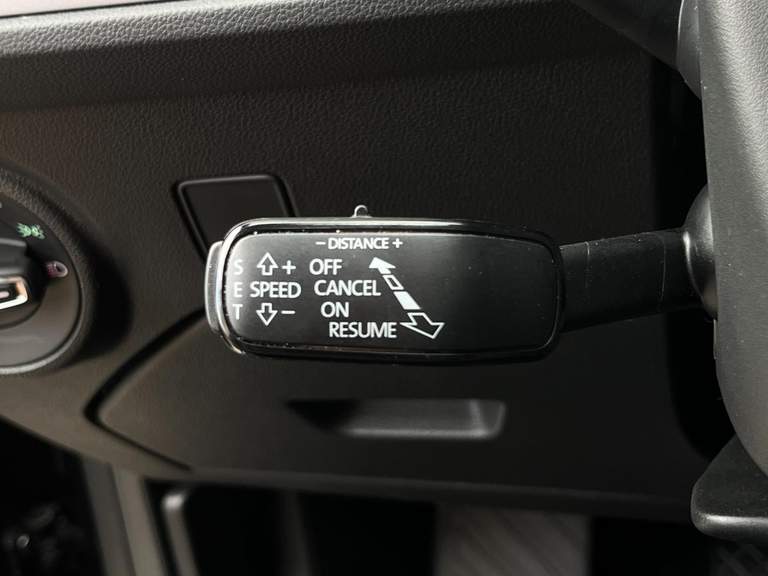 – DISTANCE +
S + OFF
E SPEED CANCEL
T – ON
RESUME